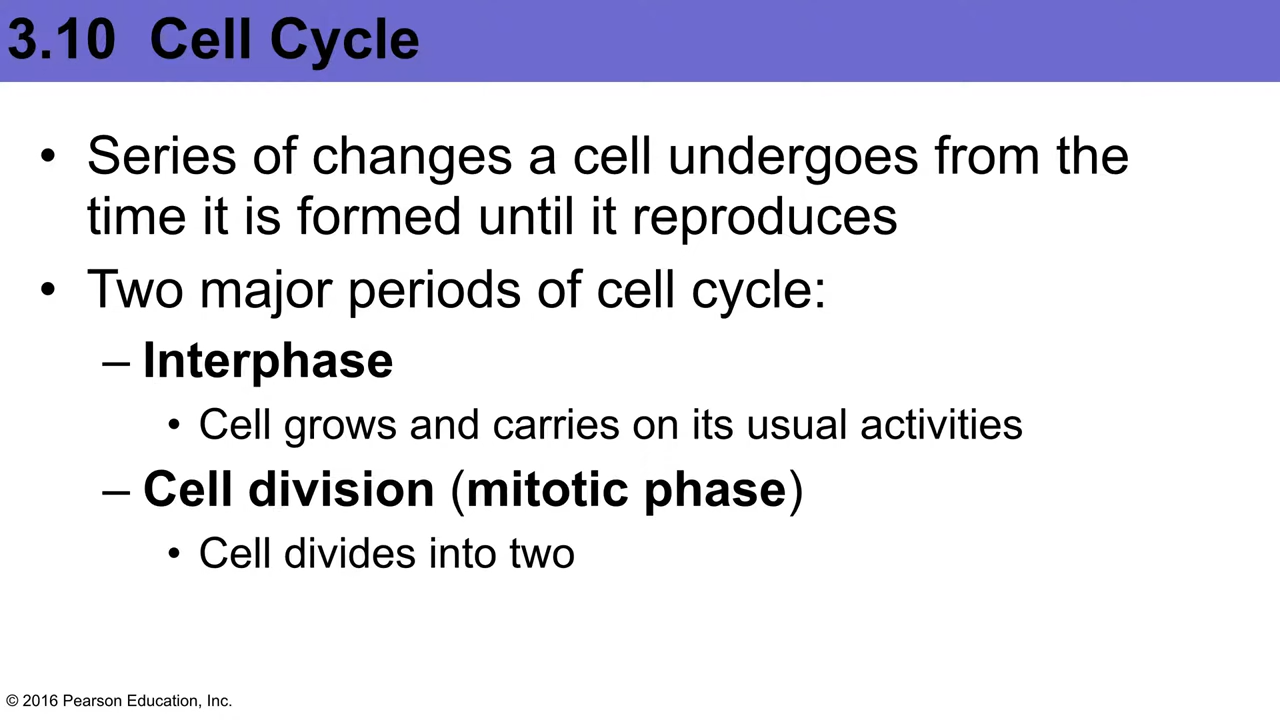 3.10 Cell Cycle
• Series of changes a cell undergoes from the
time it is formed until it reproduces
• Two major periods of cell cycle:
– Interphase
• Cell grows and carries on its usual activities
– Cell division (mitotic phase)
• Cell divides into two
© 2016 Pearson Education, Inc.